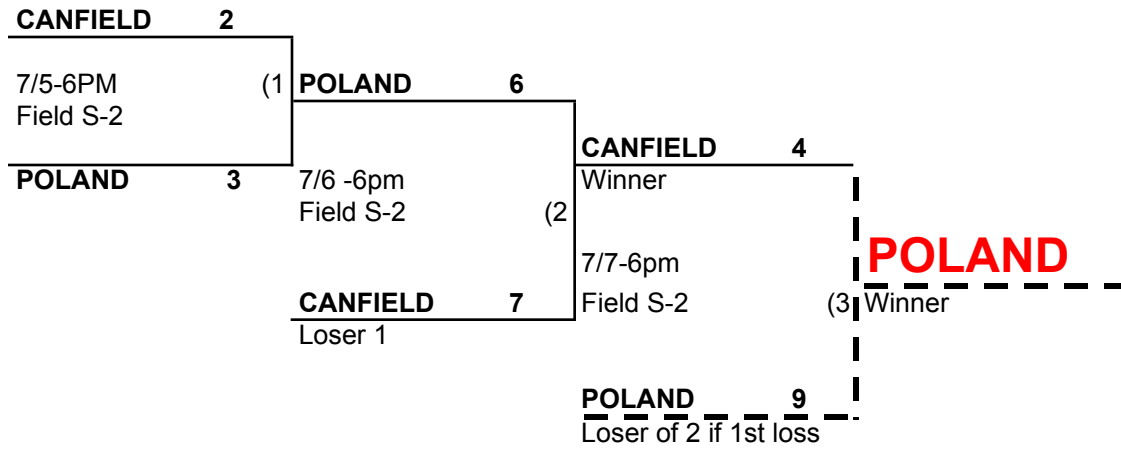 CANFIELD 2
7/5-6PM (1
Field S-2
POLAND 3
POLAND 6
7/6 -6pm
Field S-2 (2
CANFIELD 7
Loser 1
CANFIELD 4
Winner
7/7-6pm
Field S-2 (3
POLAND 9
Loser of 2 if 1st loss
POLAND
Winner